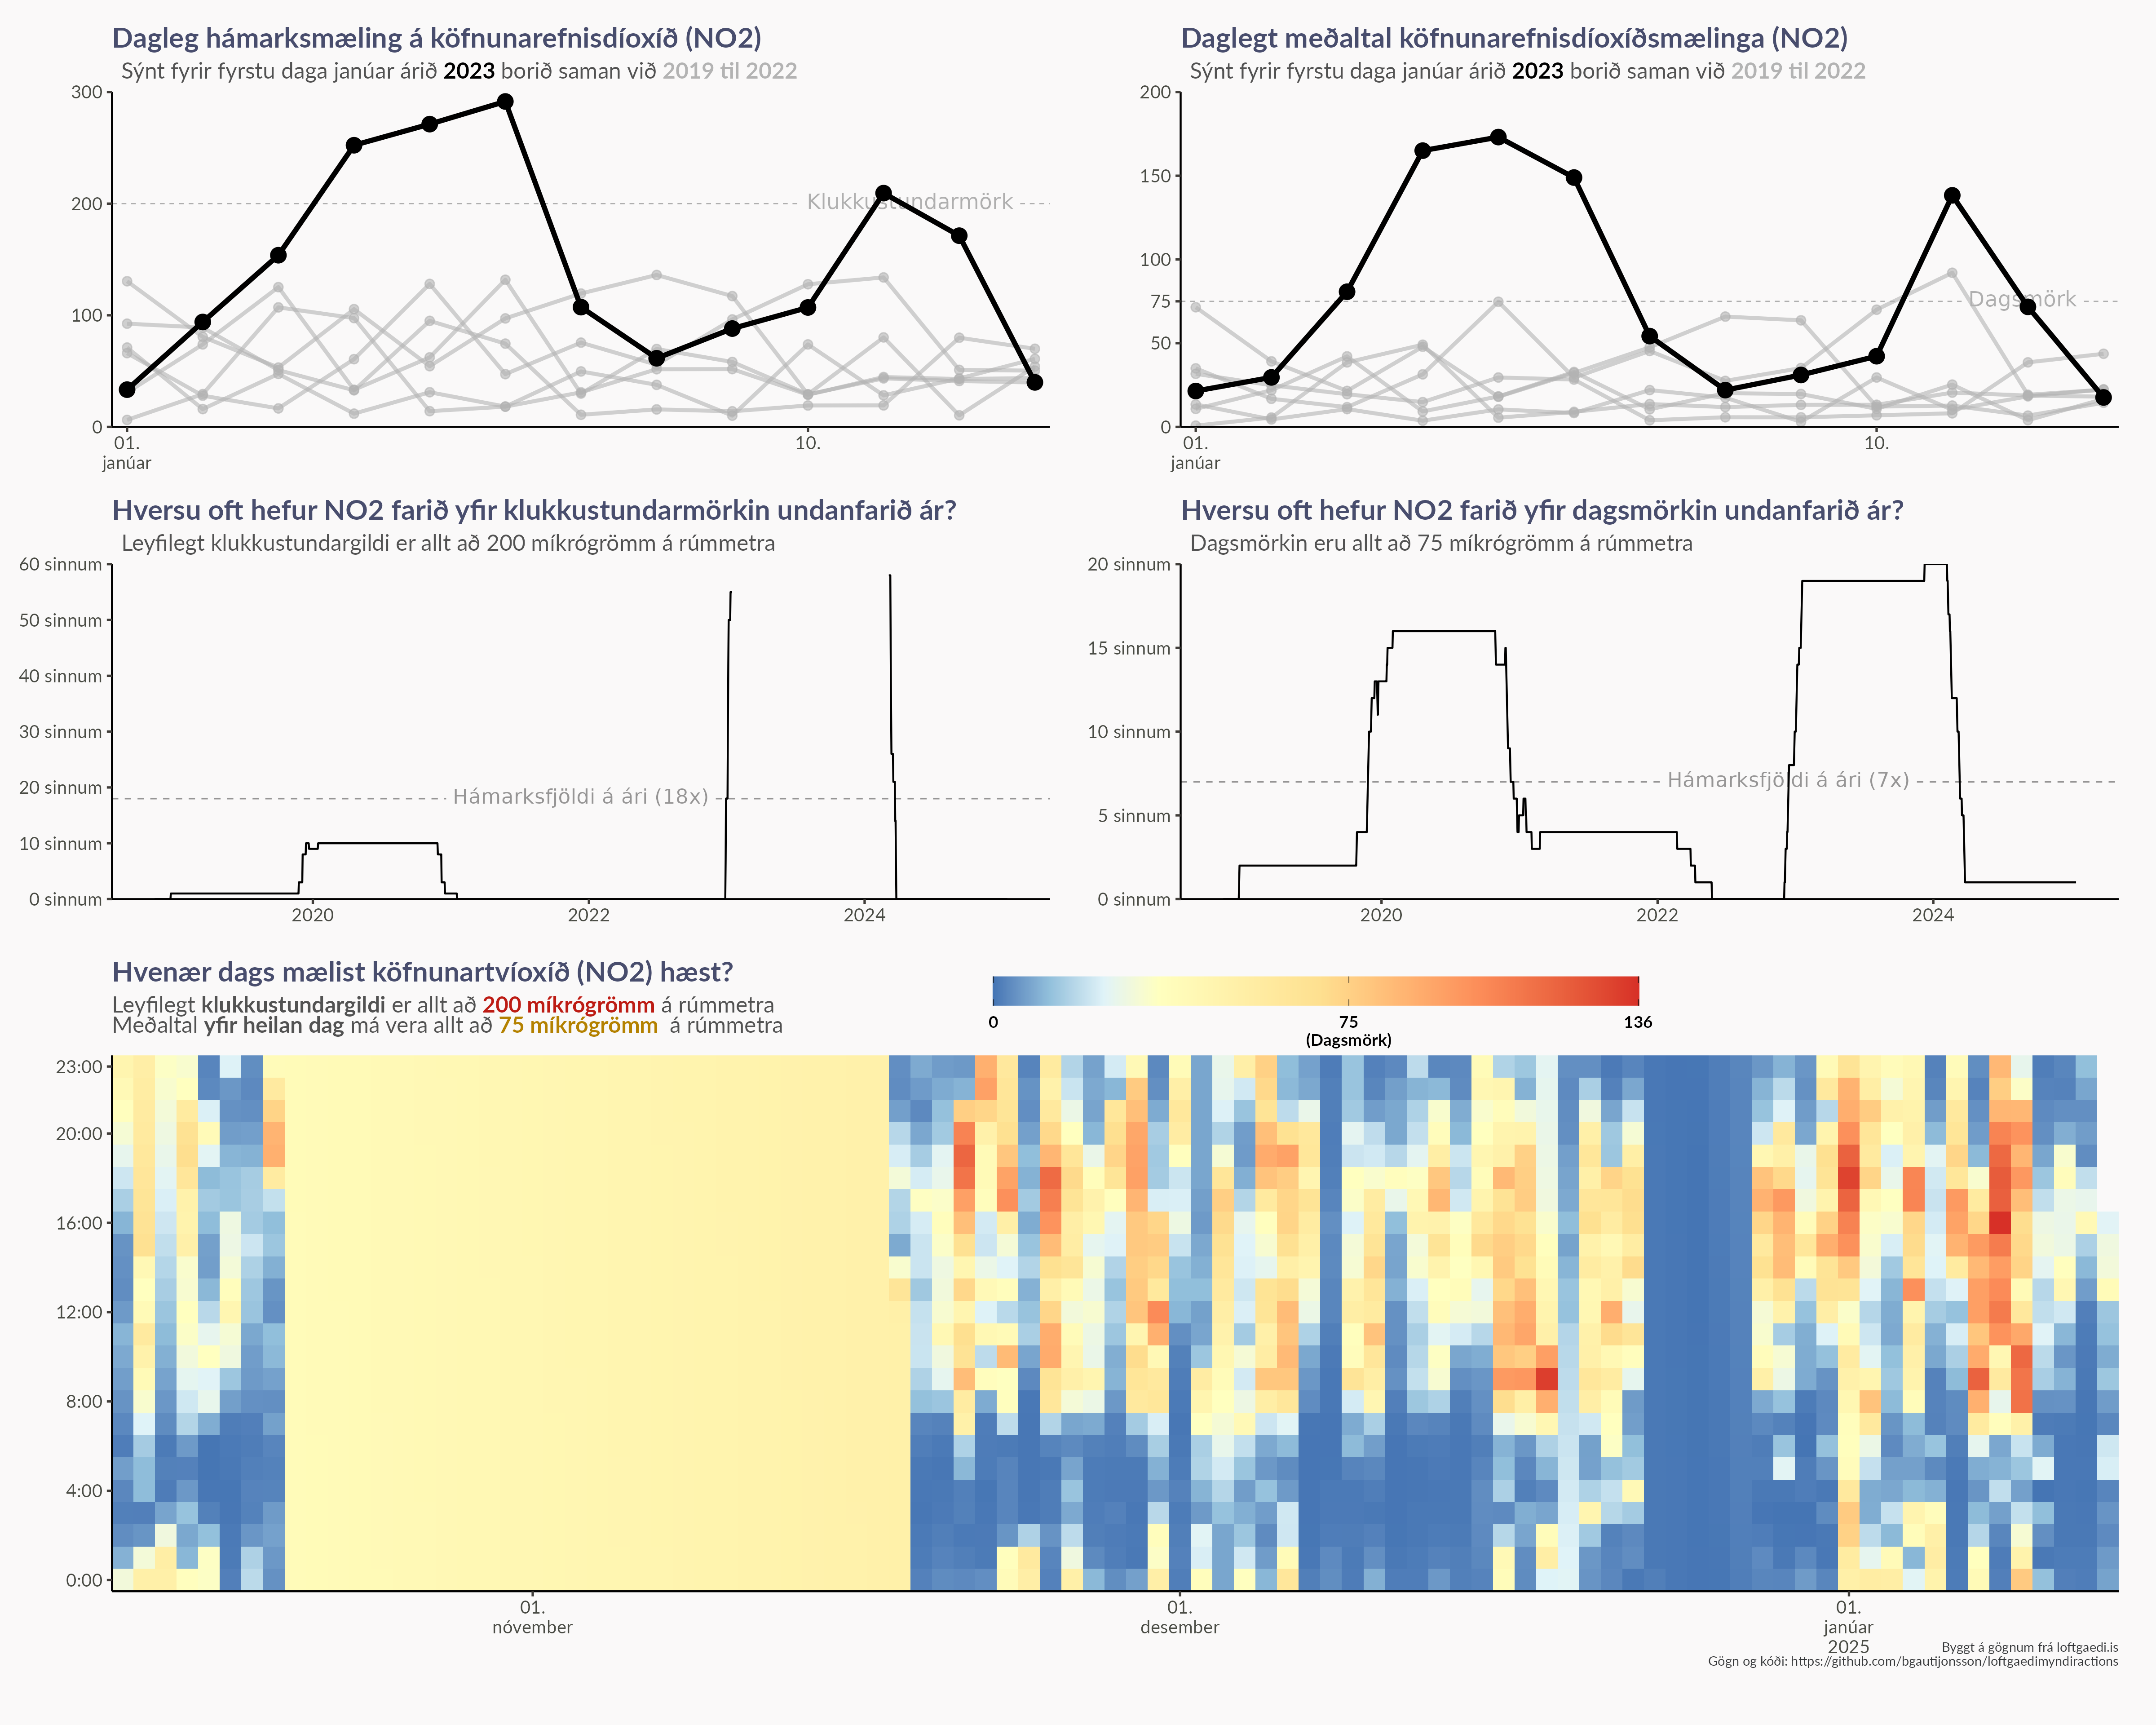 Dagleg hámarksmæling á köfnunarefnisdíoxíð (NO2)
Sýnt fyrir fyrstu daga janúar árið 2023 borið saman við 2019 til 2022
300
200
100
0
Klukkustundarmörk
01.
janúar
10.
Daglegt meðaltal köfnunarefnisdíoxíðsmælinga (NO2)
Sýnt fyrir fyrstu daga janúar árið 2023 borið saman við 2019 til 2022
200
150
100
75
50
0
Dagsmörk
01.
janúar
10.
Hversu oft hefur NO2 farið yfir klukkustundarmörkin undanfarið ár?
Leyfilegt klukkustundargildi er allt að 200 míkrógrömm á rúmmetra
60 sinnum
50 sinnum
40 sinnum
30 sinnum
20 sinnum
10 sinnum
0 sinnum
Hámarksfjöldi á ári (18x)
2020
2022
2024
Hversu oft hefur NO2 farið yfir dagsmörkin undanfarið ár?
Dagsmörkin eru allt að 75 míkrógrömm á rúmmetra
20 sinnum
15 sinnum
10 sinnum
5 sinnum
0 sinnum
Hámarksfjöldi á ári (7x)
2020
2022
2024
Hvenær dags mælist köfnunartvíoxíð (NO2) hæst?
Leyfilegt klukkustundargildi er allt að 200 míkrógrömm á rúmmetra
Meðaltal yfir heilan dag má vera allt að 75 míkrógrömm á rúmmetra
0
75
(Dagsmörk)
136
23:00
20:00
16:00
12:00
8:00
4:00
0:00
01.
nóvember
01.
desember
01.
janúar
2025
Byggt á gögnum frá loftgaedi.is
Gögn og kóði: https://github.com/bgautijonsson/loftgaedimyndiractions